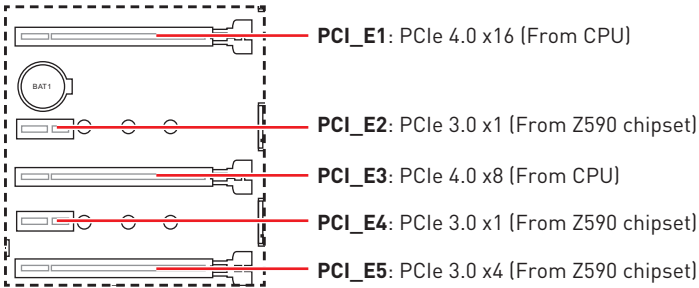 PCI_E1: PCIe 4.0 x16 (From CPU)
BAT1
PCI_E2: PCIe 3.0 x1 (From Z590 chipset)
PCI_E3: PCIe 4.0 x8 (From CPU)
PCI_E4: PCIe 3.0 x1 (From Z590 chipset)
PCI_E5: PCIe 3.0 x4 (From Z590 chipset)